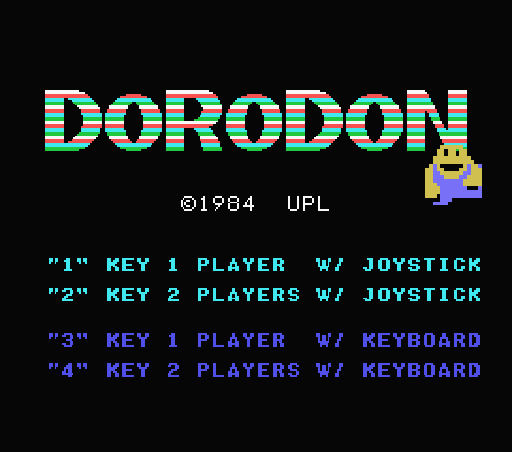 DORODON
©1984 UPL
"1" KEY 1 PLAYER W/ JOYSTICK
"2" KEY 2 PLAYERS W/ JOYSTICK
"3" KEY 1 PLAYER W/ KEYBOARD
"4" KEY 2 PLAYERS W/ KEYBOARD